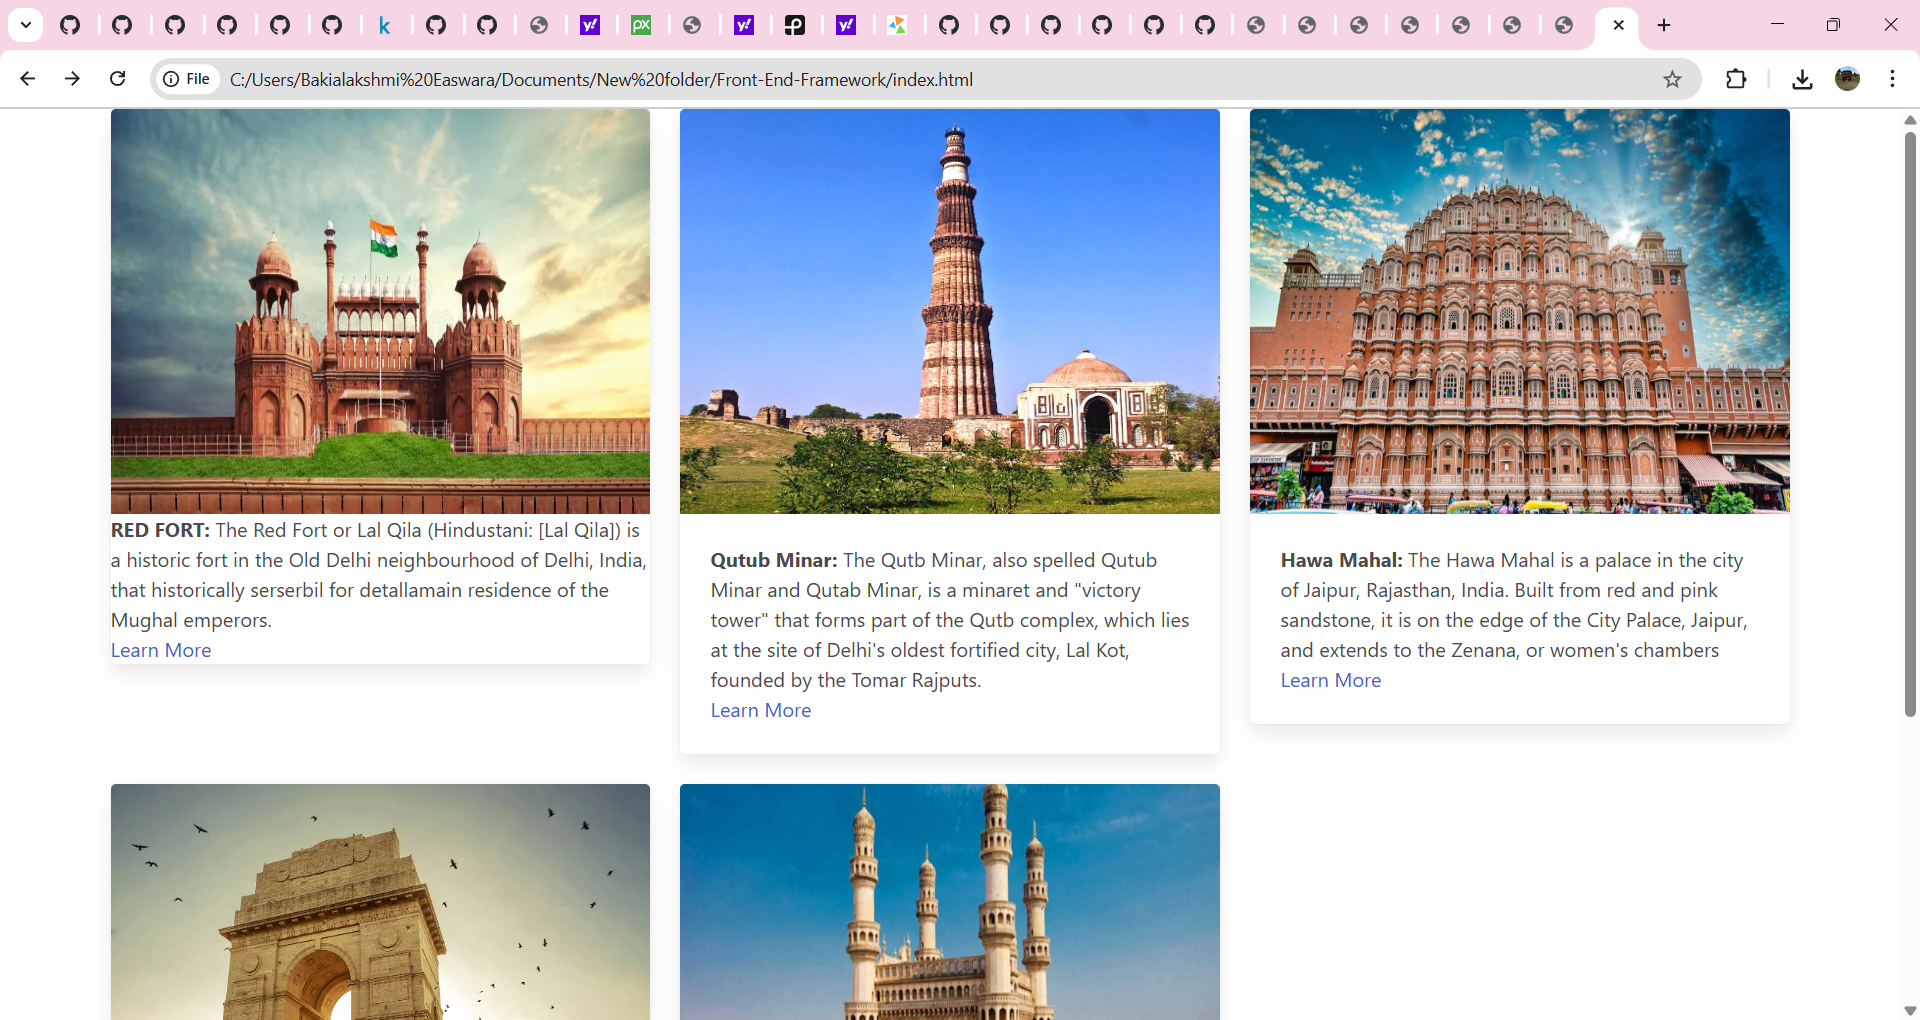 File
C:/Users/Bakialakshmi%20Easwara/Documents/New%20folder/Front-End-Framework/index.html
RED FORT: The Red Fort or Lal Qila (Hindustani: [Lal Qila]) is
a historic fort in the Old Delhi neighbourhood of Delhi, India,
that historically serserbil for detallamain residence of the
Mughal emperors.
Learn More
Qutub Minar: The Qutb Minar, also spelled Qutub
Minar and Qutab Minar, is a minaret and "victory
tower" that forms part of the Qutb complex, which lies
at the site of Delhi's oldest fortified city, Lal Kot,
founded by the Tomar Rajputs.
Learn More
Hawa Mahal: The Hawa Mahal is a palace in the city
of Jaipur, Rajasthan, India. Built from red and pink
sandstone, it is on the edge of the City Palace, Jaipur,
and extends to the Zenana, or women's chambers
Learn More
INDIA